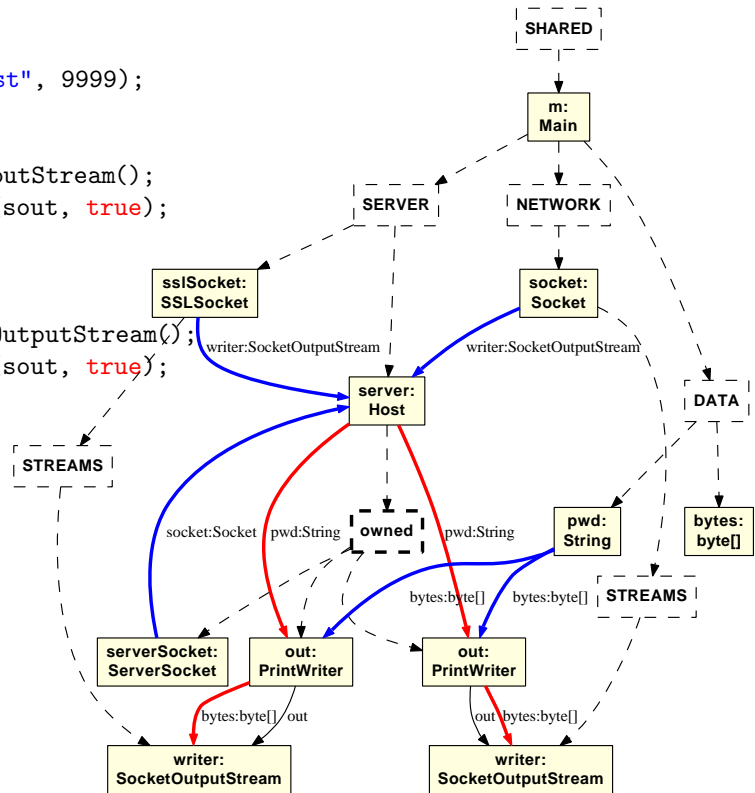 SHARED
st", 9999);
m:
Main
utStream();
sout, true);
SERVER
NETWORK
sslSocket:
SSLSocket
socket:
Socket
OutputStream();
writer:SocketOutputStream
writer:SocketOutputStream
sout, true);
server:
Host
DATA
STREAMS
socket:Socket
pwd:String
owned
pwd:String
pwd:
String
bytes:
byte[]
bytes:byte[]
bytes:byte[]
STREAMS
serverSocket:
ServerSocket
out:
PrintWriter
out:
PrintWriter
bytes:byte[]
out
out
bytes:byte[]
writer:
SocketOutputStream
writer:
SocketOutputStream